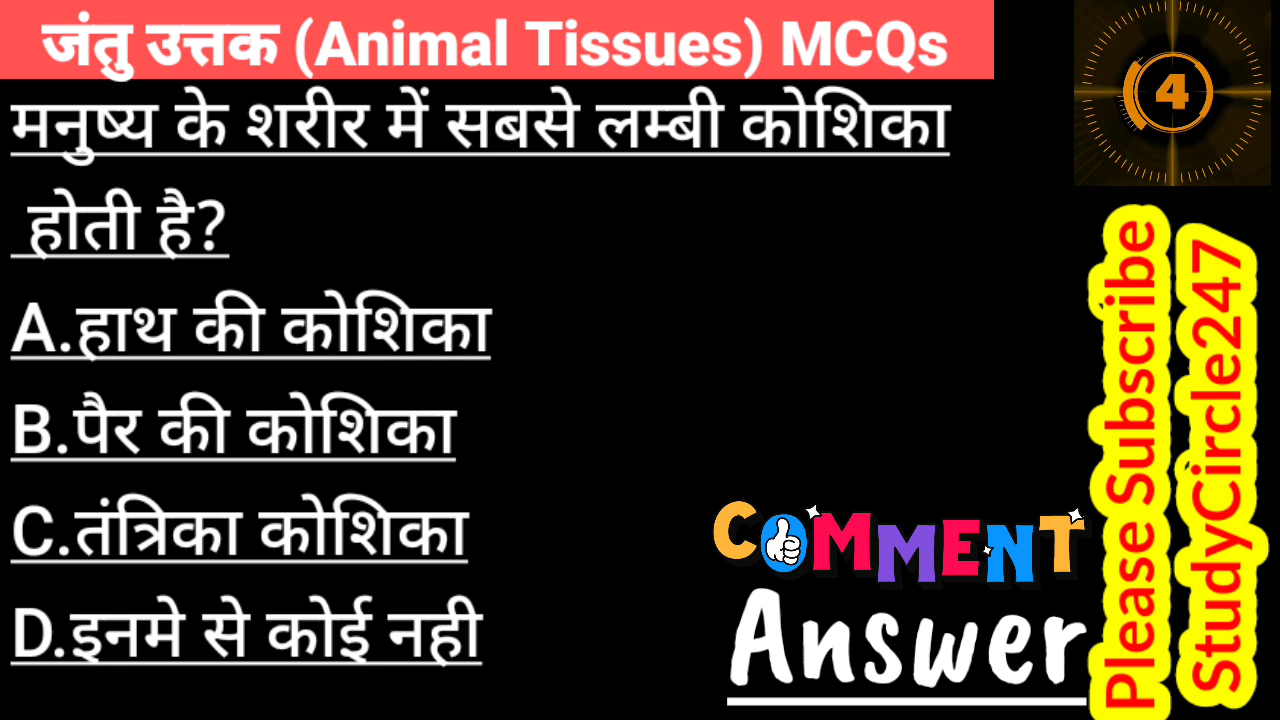 जंतु उत्तक (Animal Tissues) MCQs
4
मनुष्य के शरीर में सबसे लम्बी कोशिका
होती है?
A.हाथ की कोशिका
B.पैर की कोशिका
C.तंत्रिका कोशिका
D.इनमे से कोई नही
COMMENT
Answer
Please Subscribe
StudyCircle247